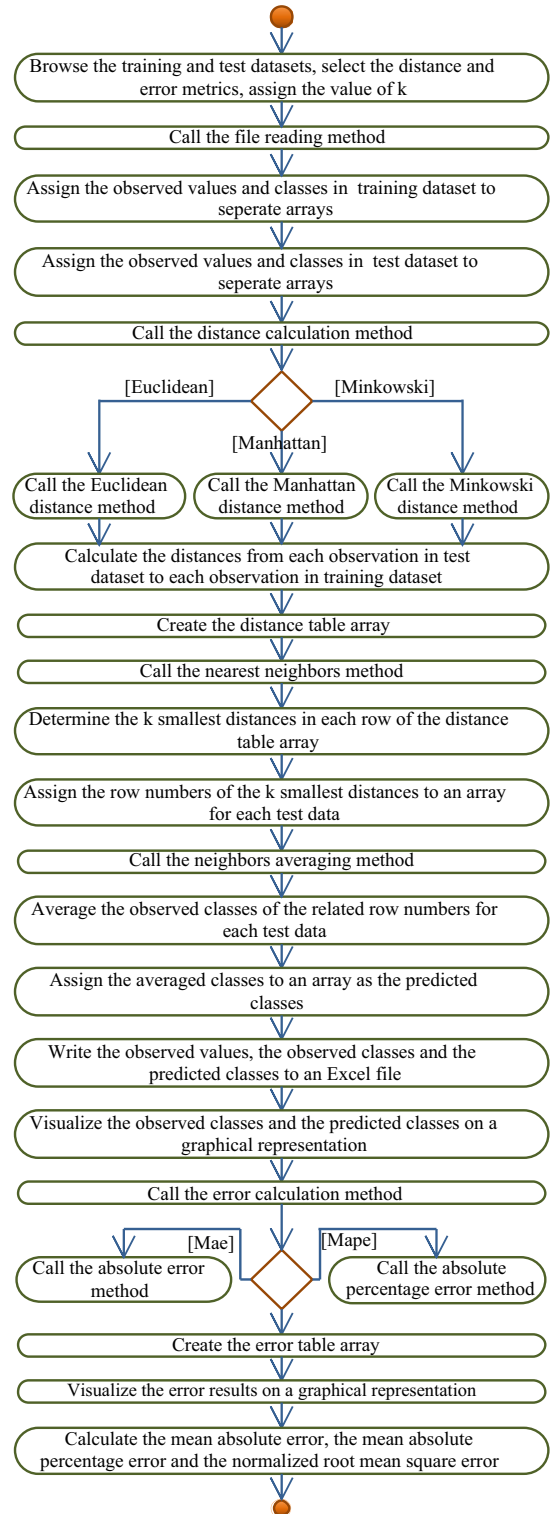 Browse the training and test datasets, select the distance and
error metrics, assign the value of k
Call the file reading method
Assign the observed values and classes in training dataset to
seperate arrays
Assign the observed values and classes in test dataset to
seperate arrays
Call the distance calculation method
[Euclidean]
[Minkowski]
[Manhattan]
Call the Euclidean
distance method
Call the Manhattan
distance method
Call the Minkowski
distance method
Calculate the distances from each observation in test
dataset to each observation in training dataset
Create the distance table array
Call the nearest neighbors method
Determine the k smallest distances in each row of the distance
table array
Assign the row numbers of the k smallest distances to an array
for each test data
Call the neighbors averaging method
Average the observed classes of the related row numbers for
each test data
Assign the averaged classes to an array as the predicted
classes
Write the observed values, the observed classes and the
predicted classes to an Excel file
Visualize the observed classes and the predicted classes on a
graphical representation
Call the error calculation method
[Mae]
[Mape]
Call the absolute error
method
Call the absolute
percentage error method
Create the error table array
Visualize the error results on a graphical representation
Calculate the mean absolute error, the mean absolute
percentage error and the normalized root mean square error